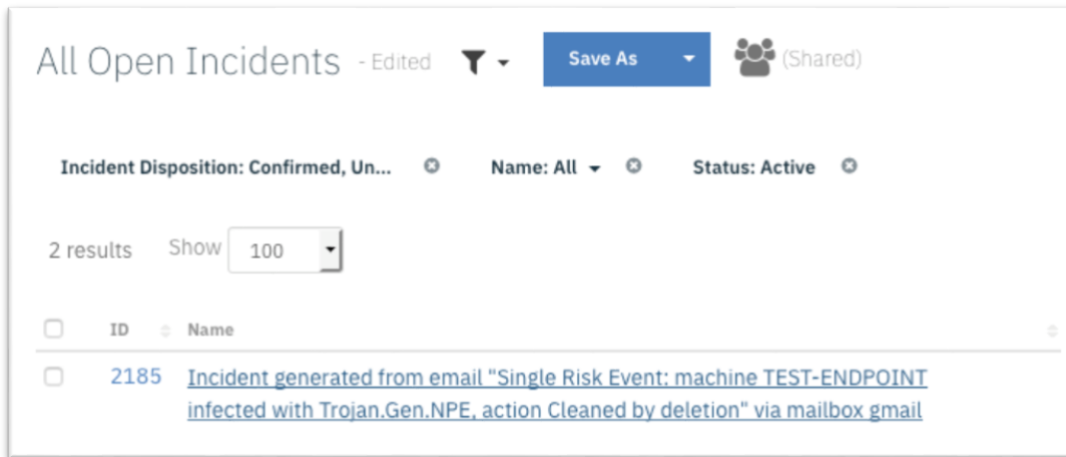 All Open Incidents - Edited Save As (Shared)
Incident Disposition: Confirmed, Un... Name: All Status: Active
2 results Show 100
ID Name
2185 Incident generated from email "Single Risk Event: machine TEST-ENDPOINT
infected with Trojan.Gen.NPE, action Cleaned by deletion" via mailbox gmail